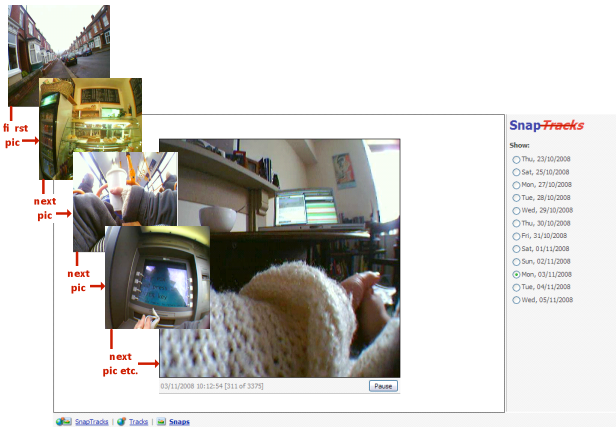 fi rst
pic
next
pic
next
pic
next
pic etc.
SnapTracks
Show:
Thu, 23/10/2008
Sat, 25/10/2008
Mon, 27/10/2008
Tue, 28/10/2008
Wed, 29/10/2008
Thu, 30/10/2008
Fri, 31/10/2008
Sat, 01/11/2008
Sun, 02/11/2008
Mon, 03/11/2008
Tue, 04/11/2008
Wed, 05/11/2008
03/11/2008 10:12:54 [311 of 3375]
Pause
SnapTracks | Tracks | Snaps